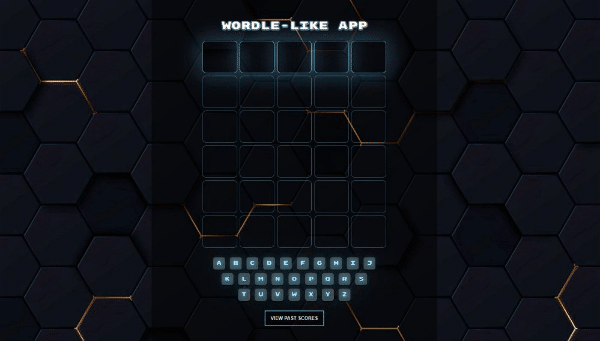 WORDLE-LIKE APP
A B C D E F G H I J
K L M N O P Q R S
T U V W X Y Z
VIEW PAST SCORES